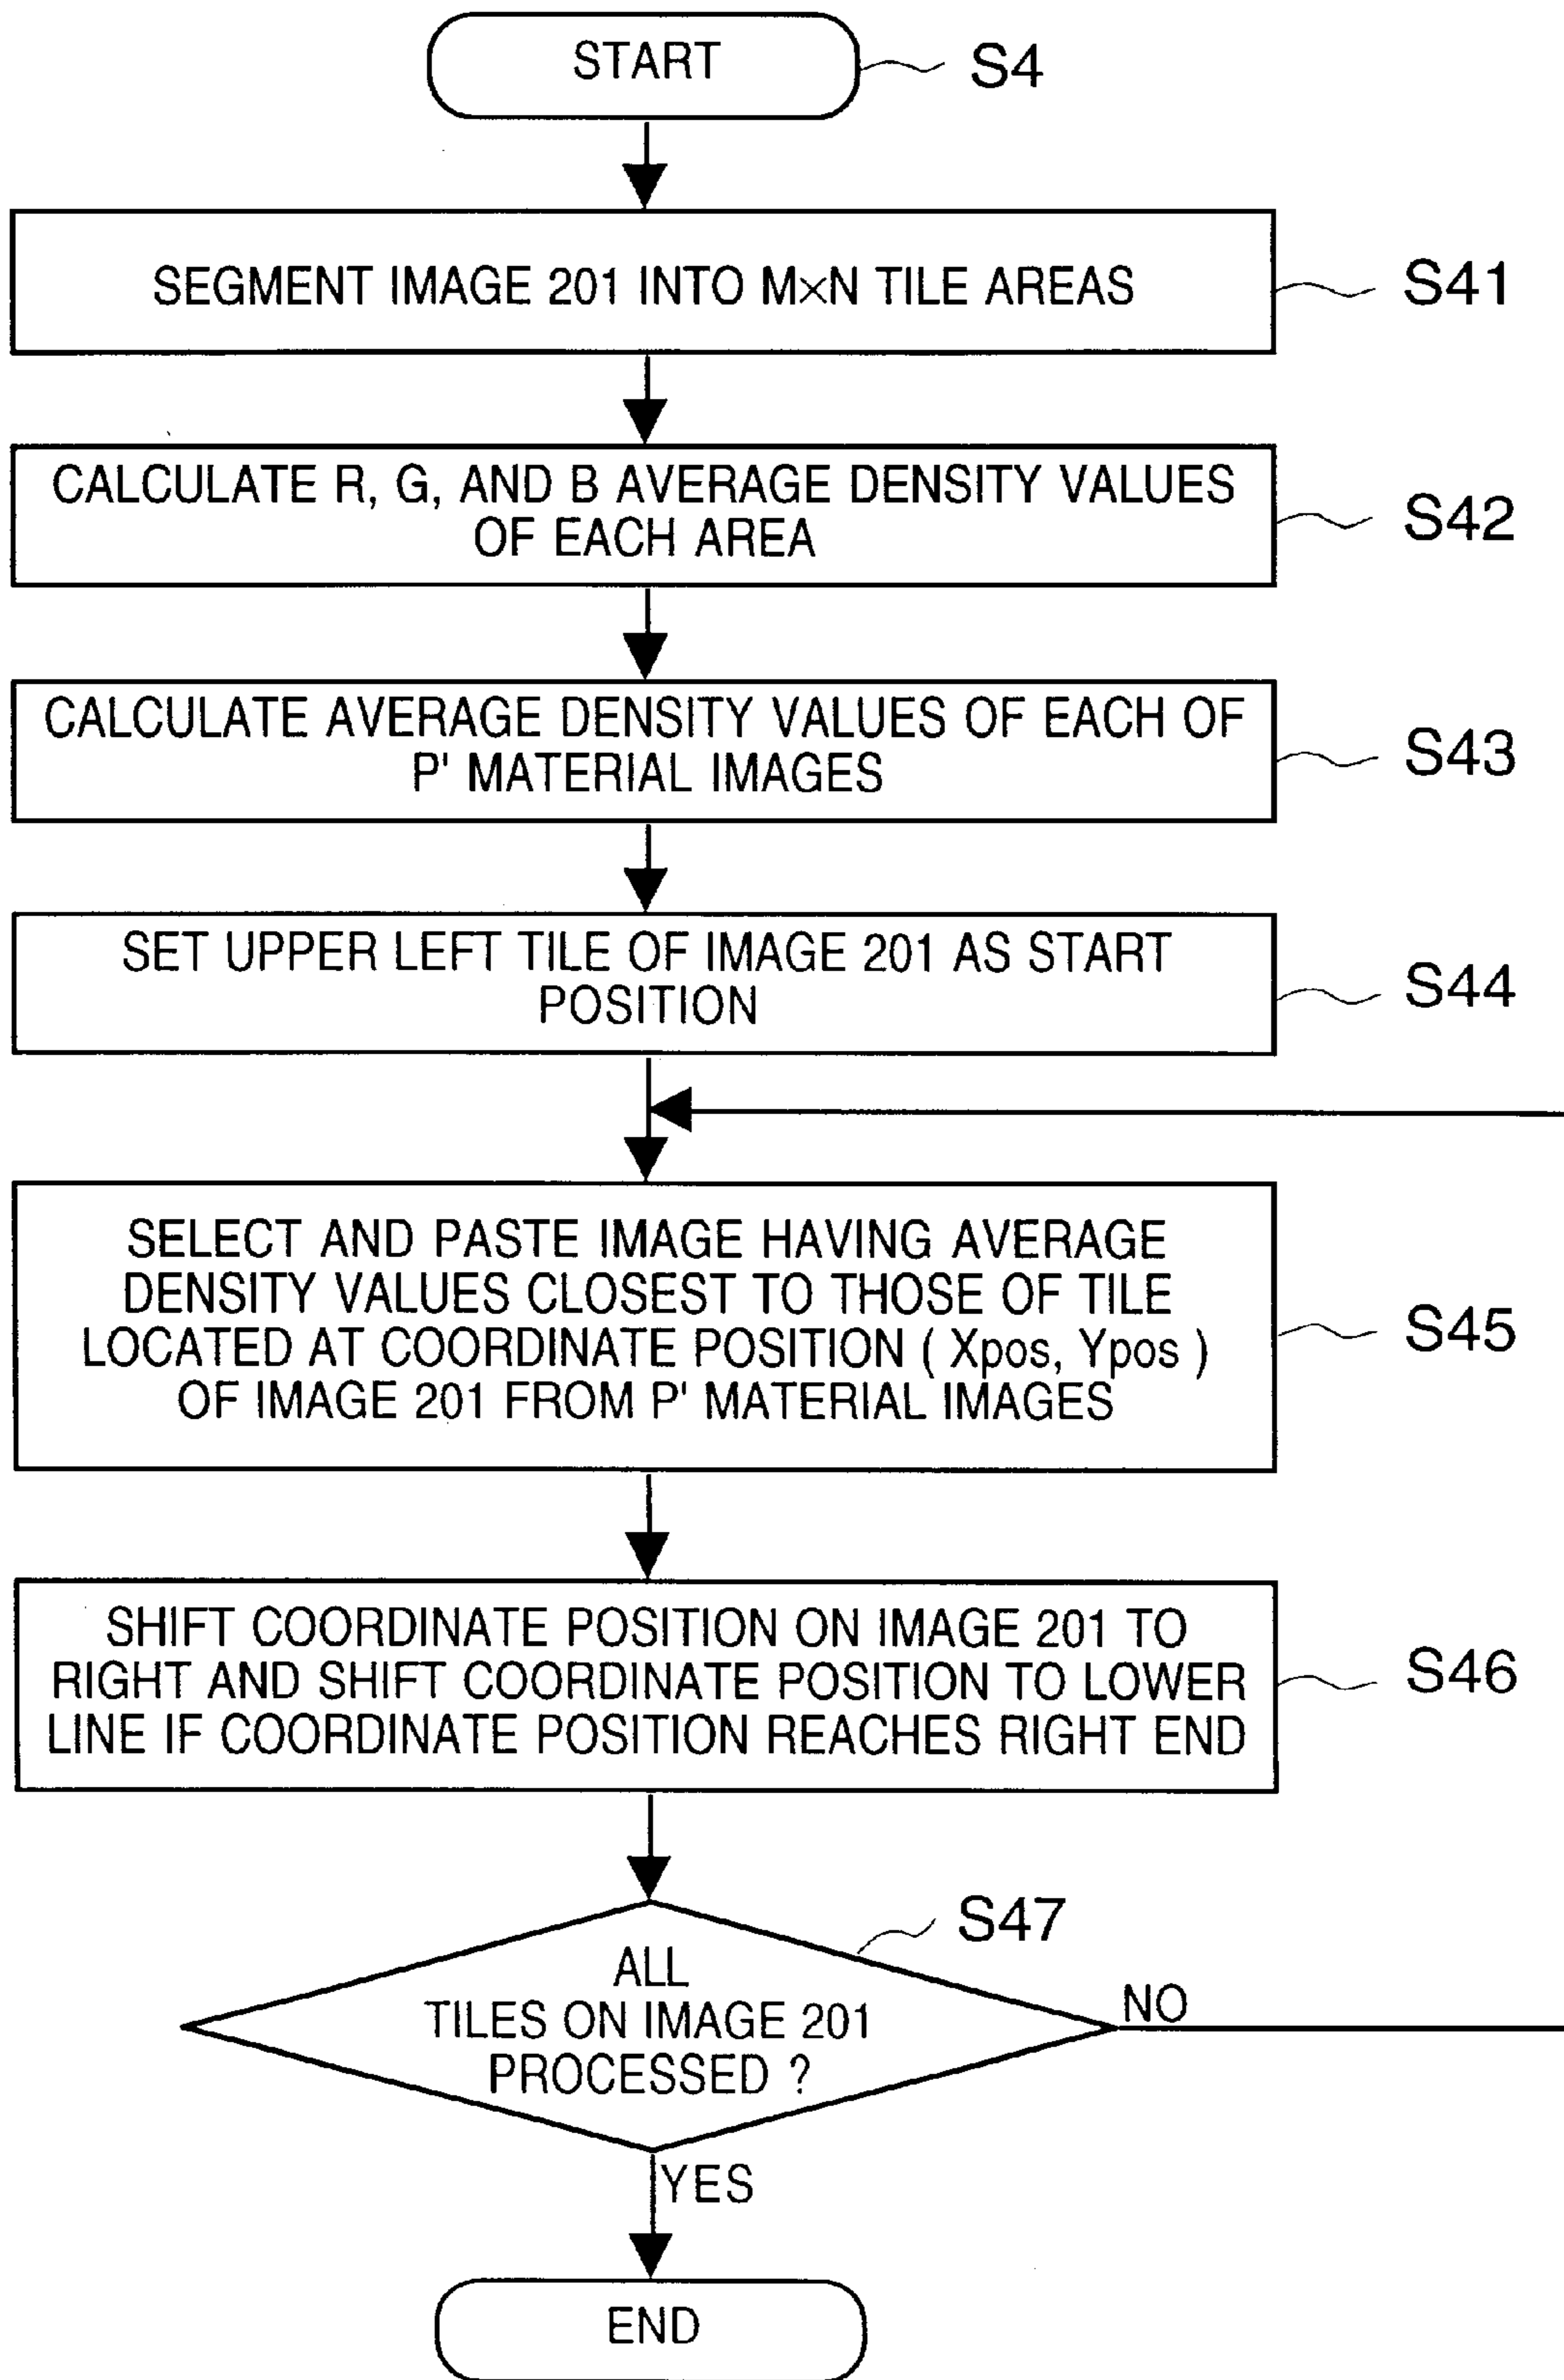 START
S4
SEGMENT IMAGE 201 INTO M×N TILE AREAS
S41
CALCULATE R, G, AND B AVERAGE DENSITY VALUES
OF EACH AREA
S42
CALCULATE AVERAGE DENSITY VALUES OF EACH OF
P' MATERIAL IMAGES
S43
SET UPPER LEFT TILE OF IMAGE 201 AS START
POSITION
S44
SELECT AND PASTE IMAGE HAVING AVERAGE
DENSITY VALUES CLOSEST TO THOSE OF TILE
LOCATED AT COORDINATE POSITION ( Xpos, Ypos )
OF IMAGE 201 FROM P' MATERIAL IMAGES
S45
SHIFT COORDINATE POSITION ON IMAGE 201 TO
RIGHT AND SHIFT COORDINATE POSITION TO LOWER
LINE IF COORDINATE POSITION REACHES RIGHT END
S46
S47
ALL
TILES ON IMAGE 201
PROCESSED ?
NO
YES
END